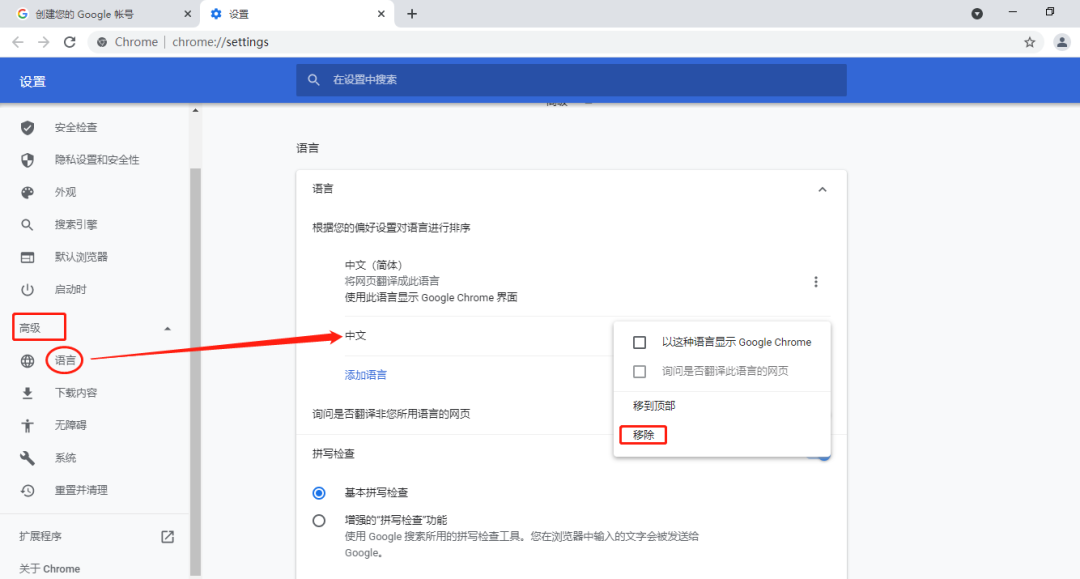 创建您的 Google 帐号
设置
Chrome | chrome://settings
设置
在设置中搜索
高级
安全检查
隐私设置和安全性
外观
搜索引擎
默认浏览器
启动时
高级
语言
下载内容
无障碍
系统
重置并清理
扩展程序
关于 Chrome
语言
语言
根据您的偏好设置对语言进行排序
中文（简体）
将网页翻译成此语言
使用此语言显示 Google Chrome 界面
中文
添加语言
询问是否翻译非您所用语言的网页
以这种语言显示 Google Chrome
询问是否翻译此语言的网页
移到顶部
移除
拼写检查
基本拼写检查
增强的“拼写检查”功能
使用 Google 搜索所用的拼写检查工具。您在浏览器中输入的文字会被发送给
Google。